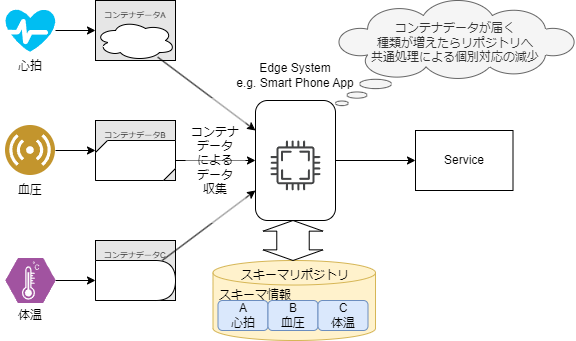 コンテナデータA
心拍
コンテナデータが届く
種類が増えたらリポジトリへ
共通処理による個別対応の減少
Edge System
e.g. Smart Phone App
コンテナデータB
血圧
コンテナ
データ
による
データ
収集
Service
コンテナデータC
体温
スキーマリポジトリ
スキーマ情報
A
心拍
B
血圧
C
体温
℃